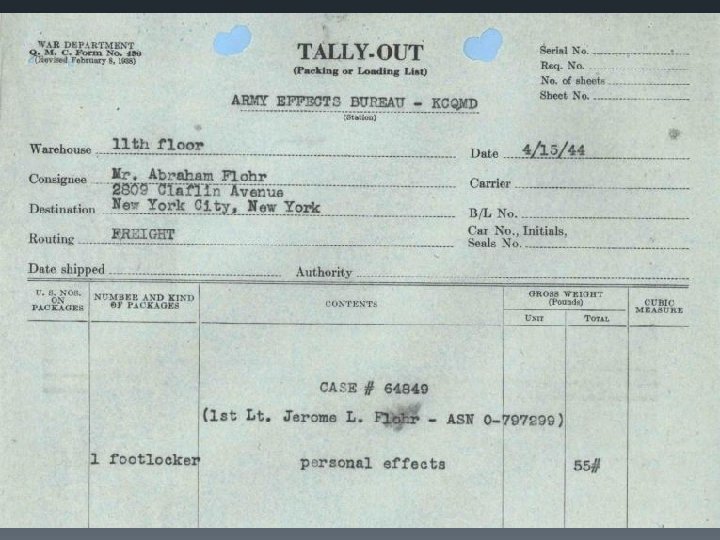 WAR DEPARTMENT
Q. M. C. Form No. 490
(Revised February 8, 1938)
TALLY-OUT
(Packing or Loading List)
Serial No.
Req. No.
No. of sheets
Sheet No.
ARMY EFFECTS BUREAU - KCQMD
(Station)
Warehouse 11th floor
Date 4/15/44
Consignee Mr. Abraham Flohr
2809 Claflin Avenue
Carrier
Destination New York City, New York
B/L No.
Routing FREIGHT
Car No., Initials,
Seals No.
Date shipped Authority
U. S. NOS. ON PACKAGES
NUMBER AND KIND OF PACKAGES
CONTENTS
GROSS WEIGHT
(Pounds)
UNIT TOTAL
CUBIC MEASURE
CASE # 64849
(1st Lt. Jerome L. Flohr - ASN 0-797299)
1 footlocker personal effects 55#